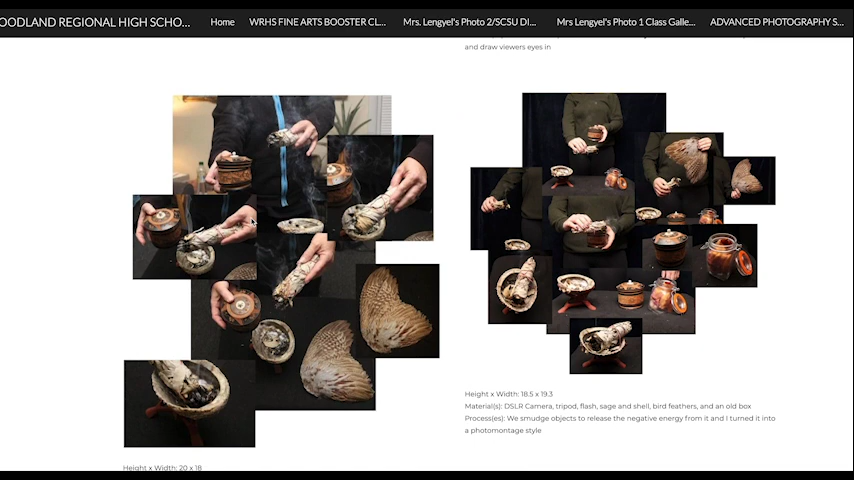 OODLAND REGIONAL HIGH SCHO...
Home
WRHS FINE ARTS BOOSTER CL...
Mrs. Lengyel's Photo 2/SCSU DI...
Mrs Lengyel's Photo 1 Class Galle...
ADVANCED PHOTOGRAPHY S...
and draw viewers eyes in
Height x Width: 18.5 x 19.3
Material(s): DSLR Camera, tripod, flash, sage and shell, bird feathers, and an old box
Process(es): We smudge objects to release the negative energy from it and I turned it into
a photomontage style
Height x Width: 20 x 18